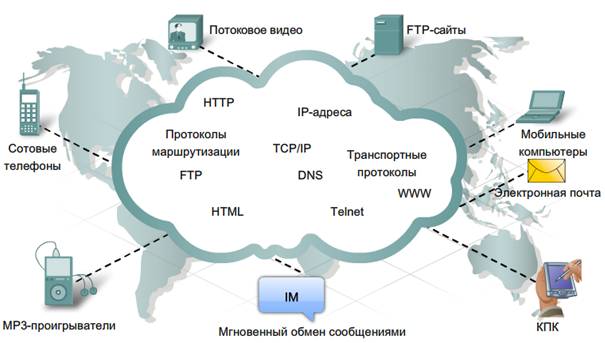 Потоковое видео
FTP-сайты
HTTP
IP-адреса
Сотовые
телефоны
Протоколы
маршрутизации
TCP/IP
Транспортные
протоколы
Мобильные
компьютеры
FTP
DNS
WWW
Электронная почта
HTML
Telnet
IM
MP3-проигрыватели
Мгновенный обмен сообщениями
КПК